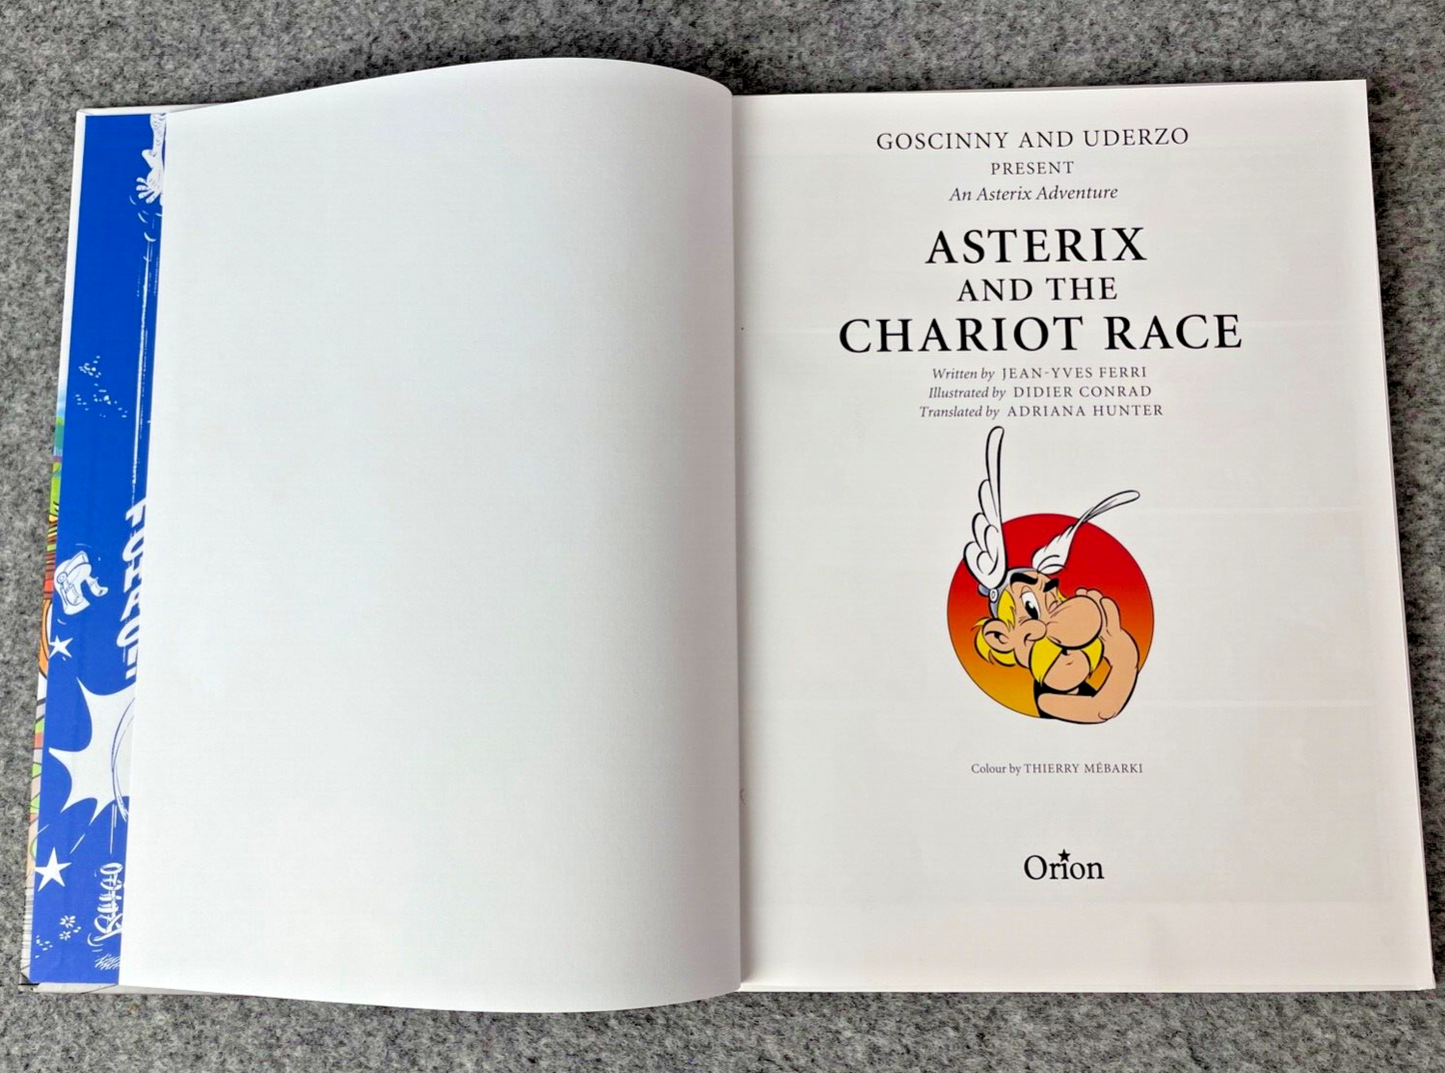 GOSCINNY AND UDERZO
PRESENT
An Asterix Adventure
ASTERIX
AND THE
CHARIOT RACE
Written by JEAN-YVES FERRI
Illustrated by DIDIER CONRAD
Translated by ADRIANA HUNTER
Colour by THIERRY MÉBARKI
Orion